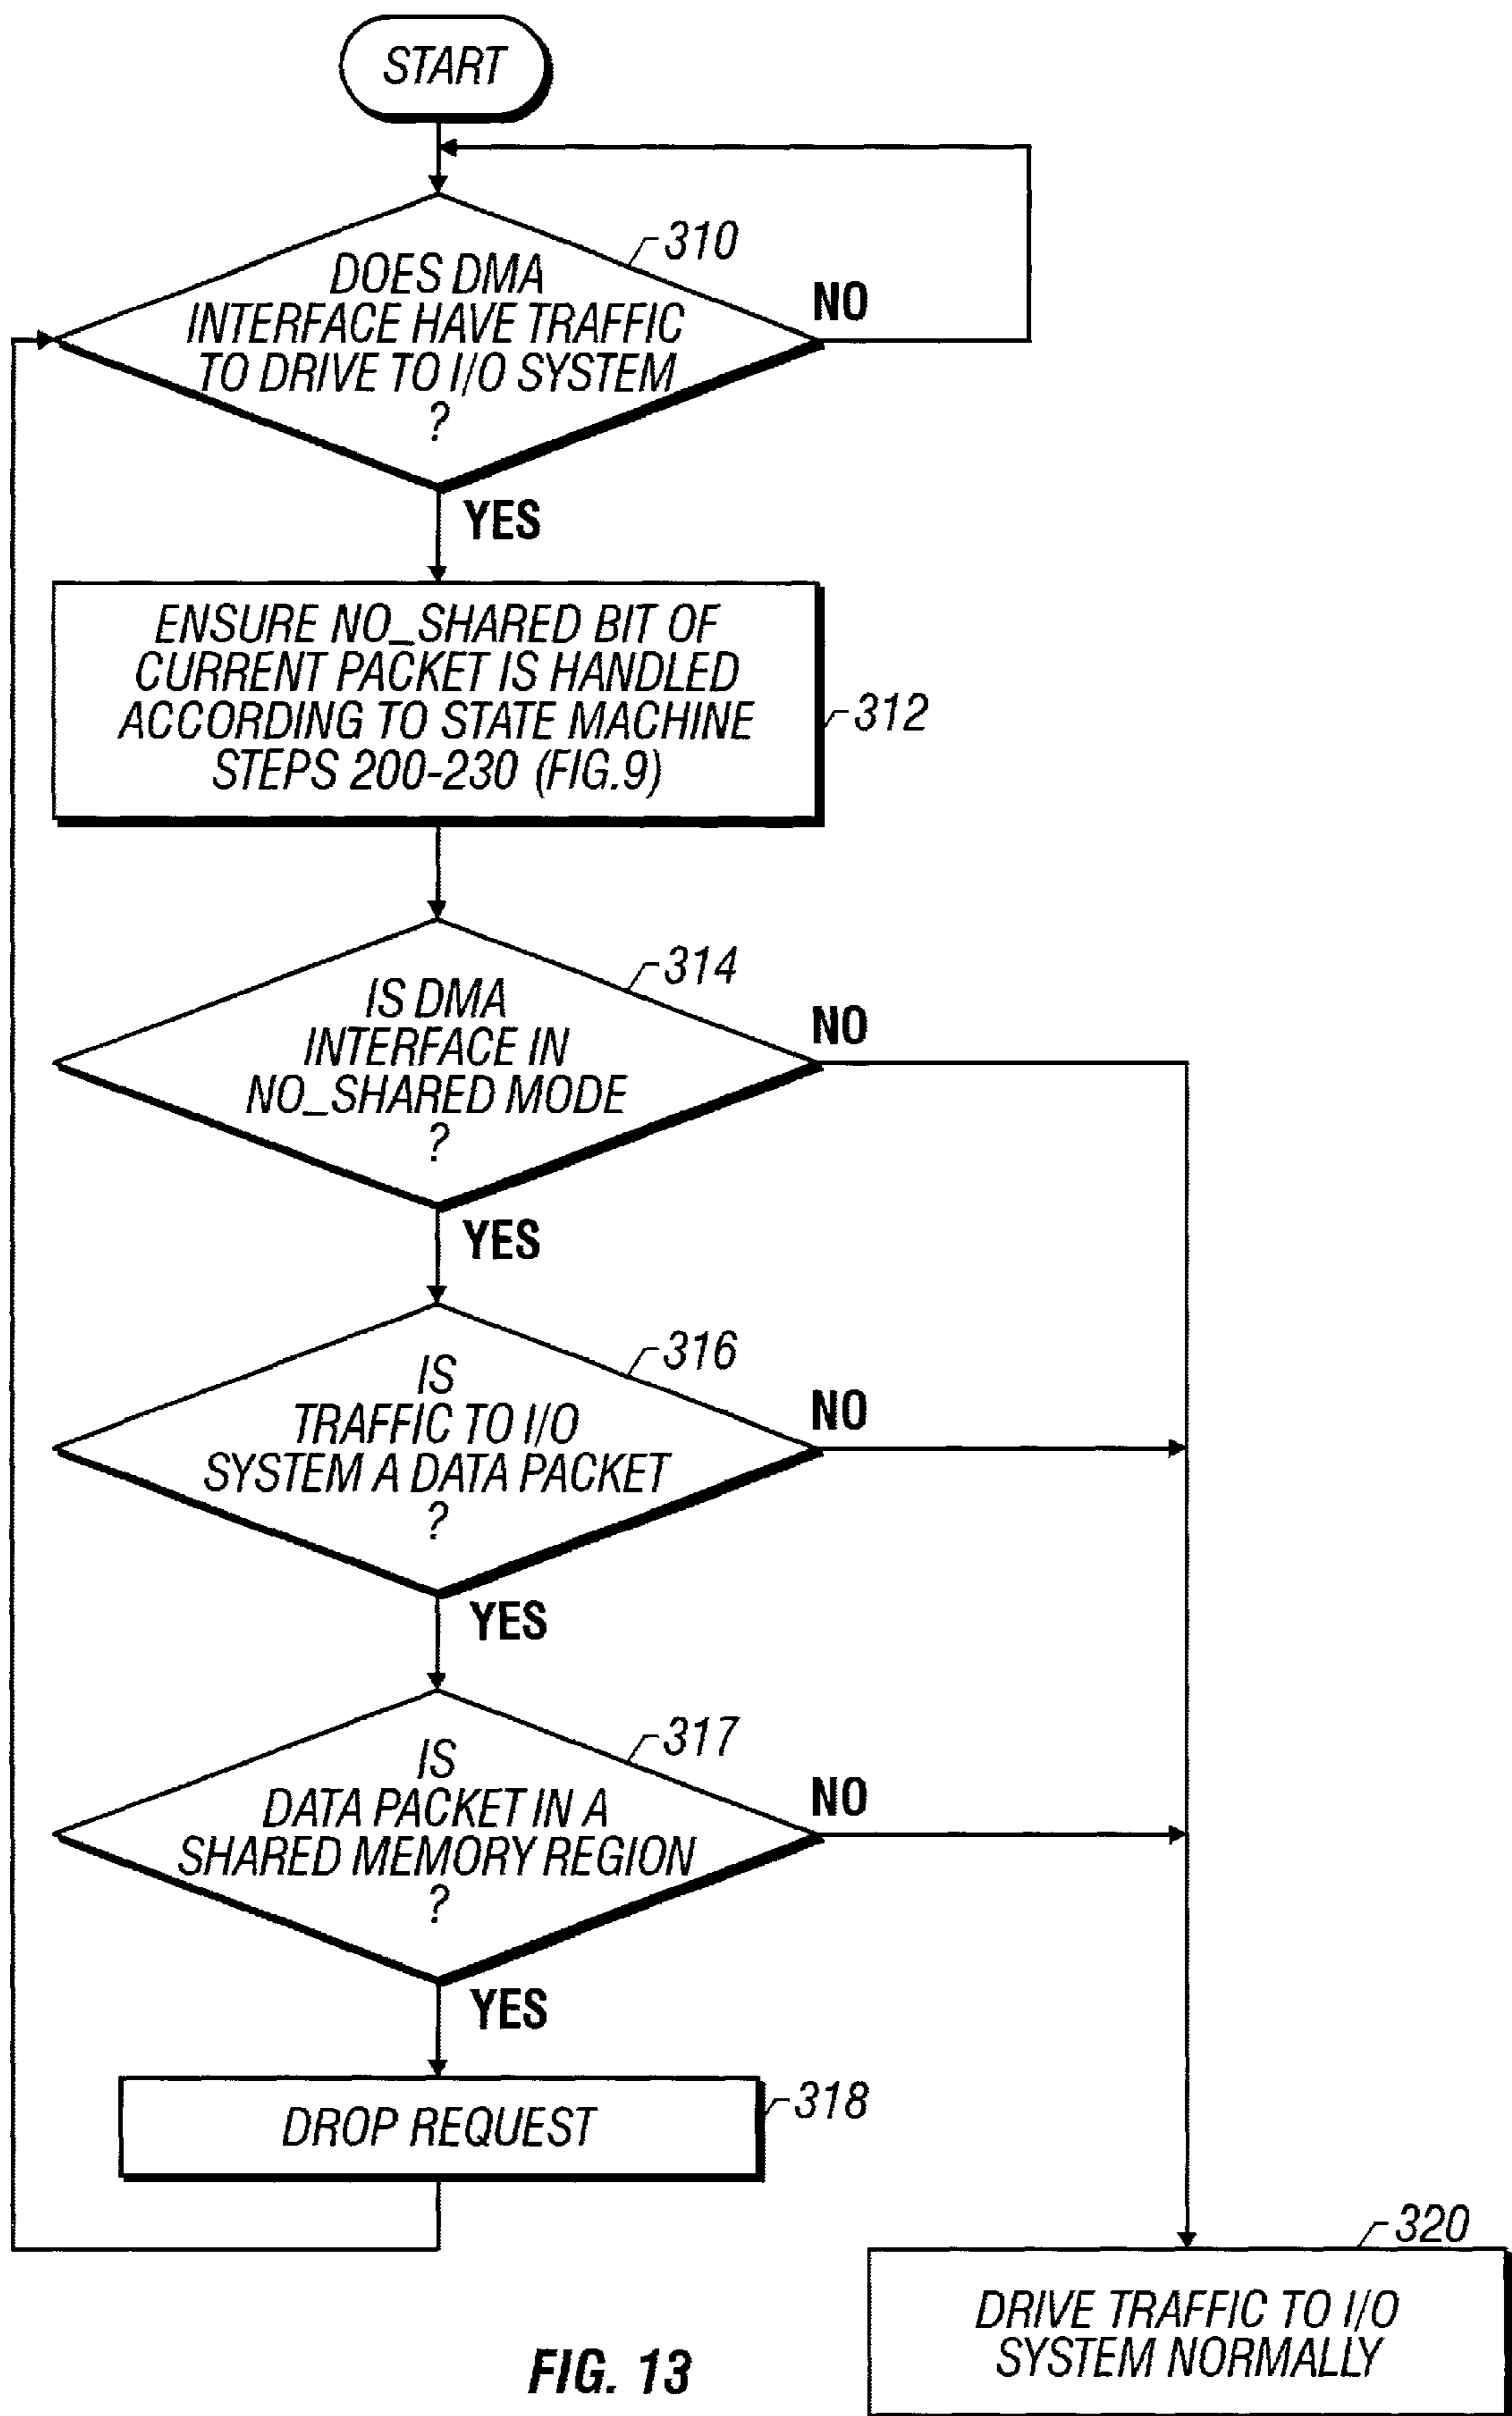 START
310
DOES DMA
INTERFACE HAVE TRAFFIC
TO DRIVE TO I/O SYSTEM
?
NO
YES
ENSURE NO_SHARED BIT OF
CURRENT PACKET IS HANDLED
ACCORDING TO STATE MACHINE
STEPS 200-230 (FIG.9)
312
314
IS DMA
INTERFACE IN
NO_SHARED MODE
?
NO
YES
316
IS
TRAFFIC TO I/O
SYSTEM A DATA PACKET
?
NO
YES
317
IS
DATA PACKET IN A
SHARED MEMORY REGION
?
NO
YES
DROP REQUEST
318
320
DRIVE TRAFFIC TO I/O
SYSTEM NORMALLY
FIG. 13